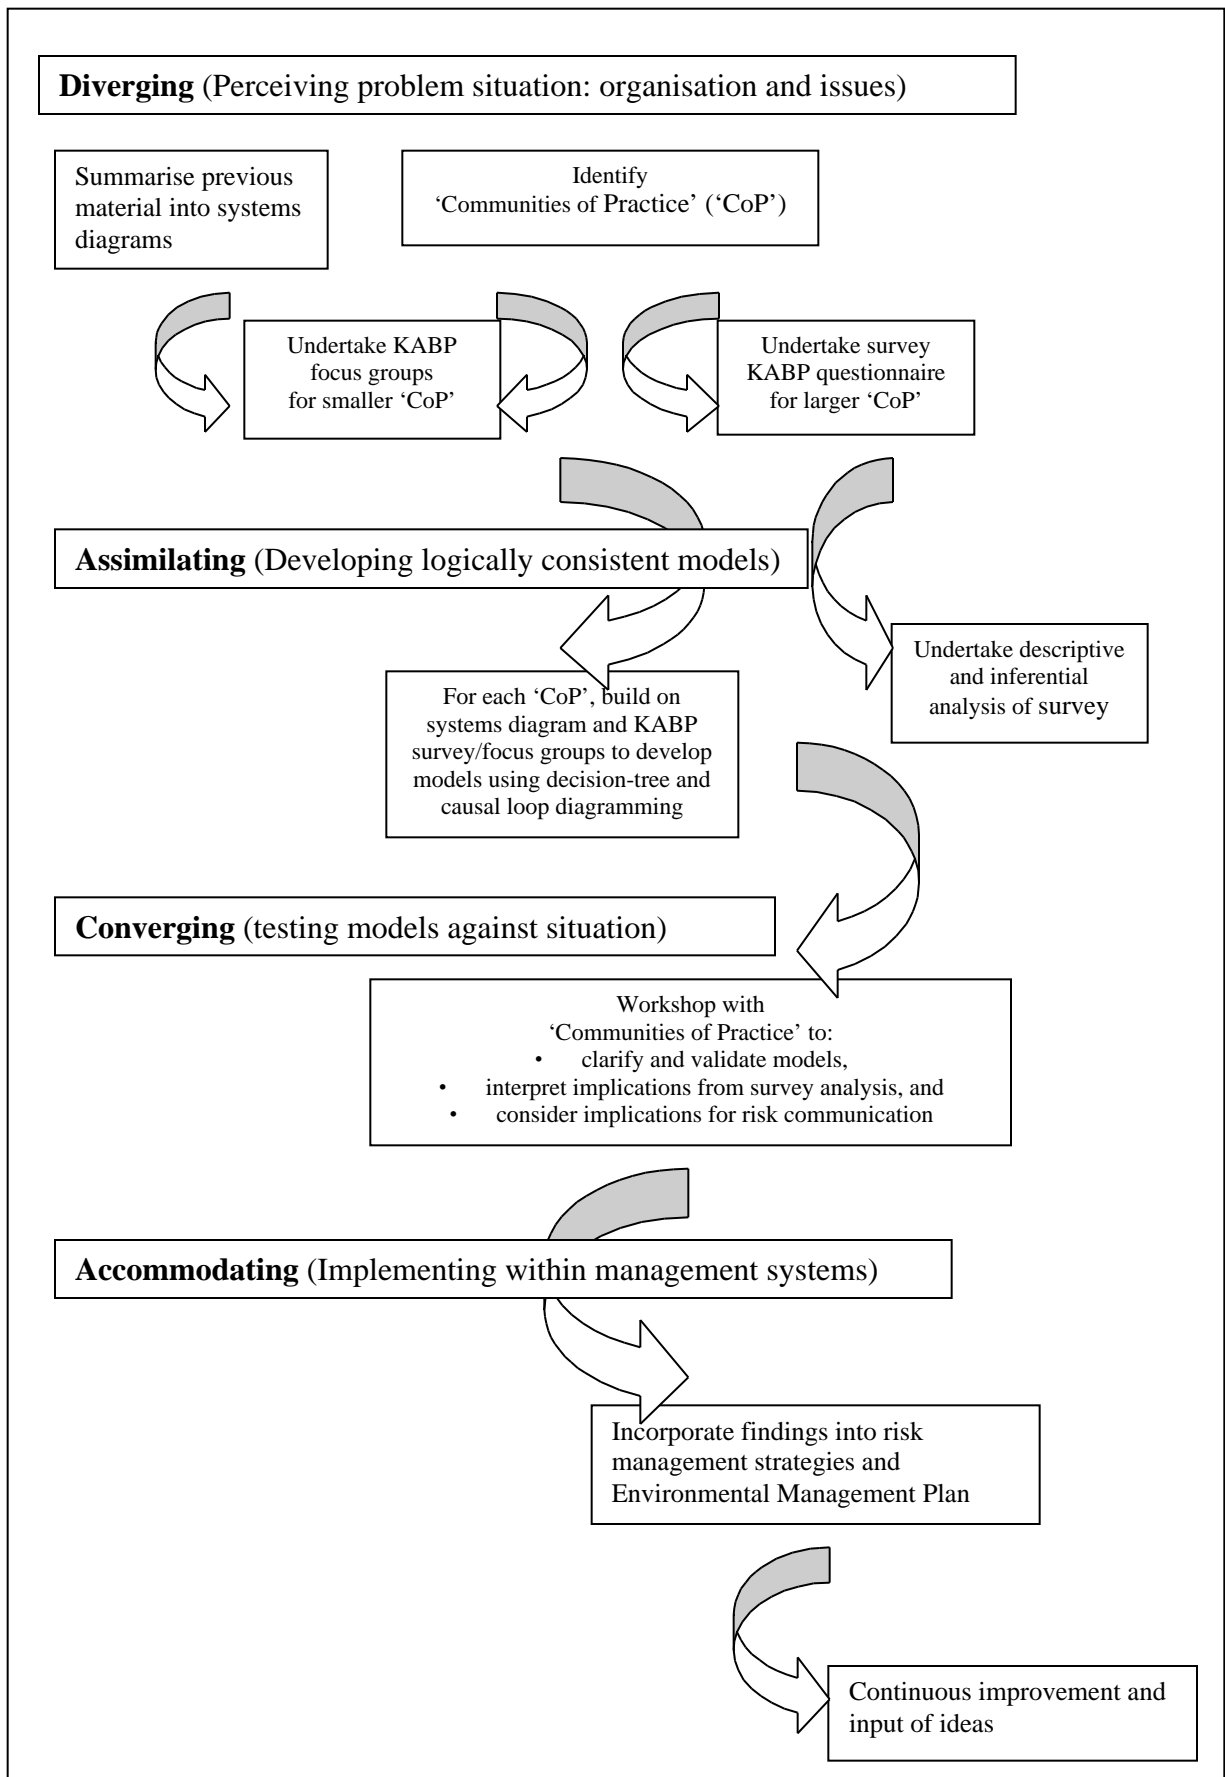 Diverging (Perceiving problem situation: organisation and issues)
Summarise previous
material into systems
diagrams
Identify
‘Communities of Practice’ (‘CoP’)
Undertake KABP
focus groups
for smaller ‘CoP’
Undertake survey
KABP questionnaire
for larger ‘CoP’
Assimilating (Developing logically consistent models)
Undertake descriptive
and inferential
analysis of survey
For each ‘CoP’, build on
systems diagram and KABP
survey/focus groups to develop
models using decision-tree and
causal loop diagramming
Converging (testing models against situation)
Workshop with
‘Communities of Practice’ to:
• clarify and validate models,
• interpret implications from survey analysis, and
• consider implications for risk communication
Accommodating (Implementing within management systems)
Incorporate findings into risk
management strategies and
Environmental Management Plan
Continuous improvement and
input of ideas